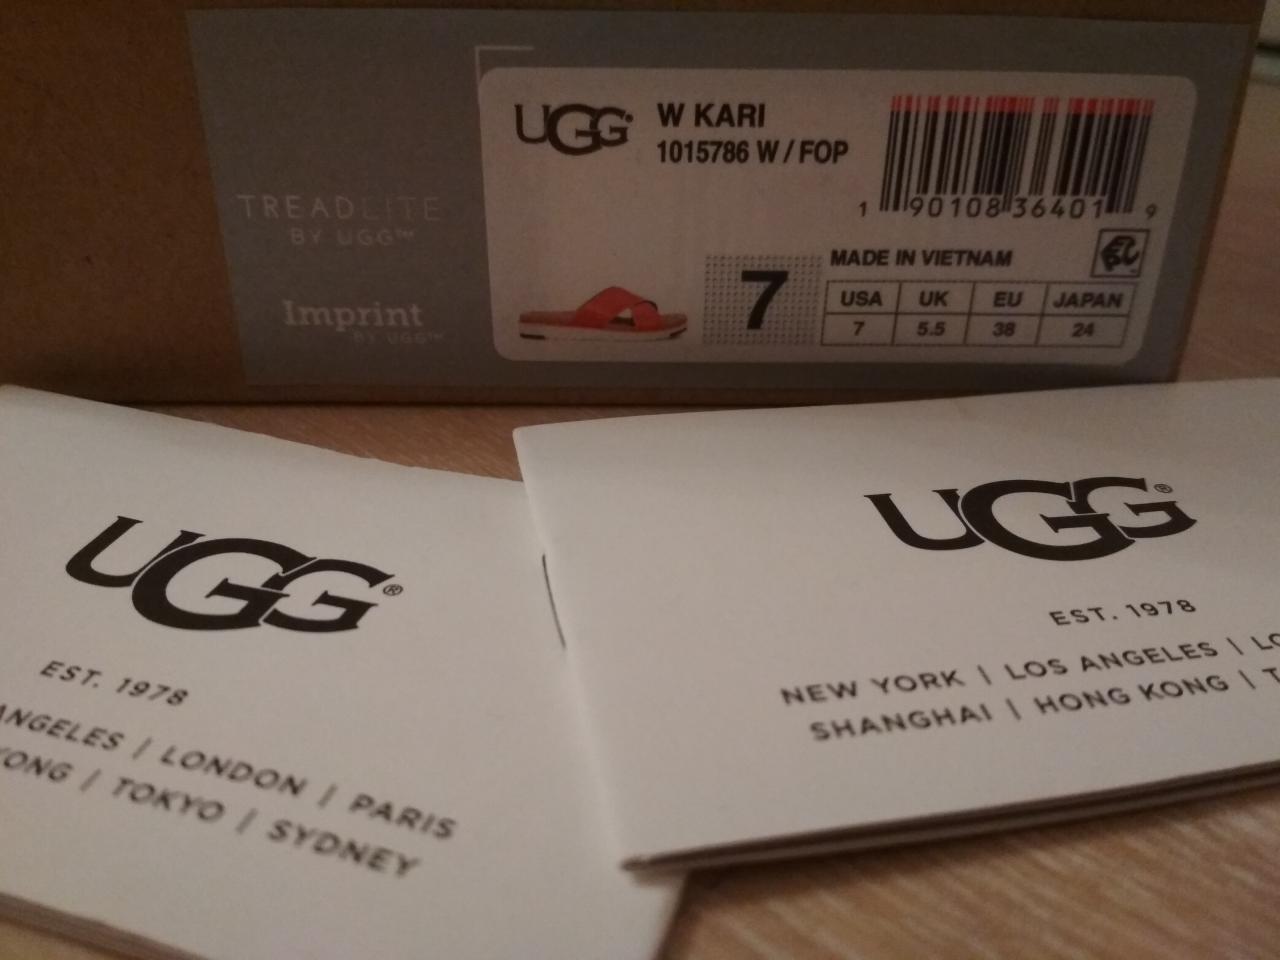 TREADLITE
BY UGG™
Imprint
BY UGG™
UGG®
W KARI
1015786 W / FOP
1 90108 36401 9
7
MADE IN VIETNAM
USA UK EU JAPAN
7 5.5 38 24
UGG®
EST. 1978
ANGELES | LONDON | PARIS
KONG | TOKYO | SYDNEY
UGG®
EST. 1978
NEW YORK | LOS ANGELES | LO
SHANGHAI | HONG KONG | T